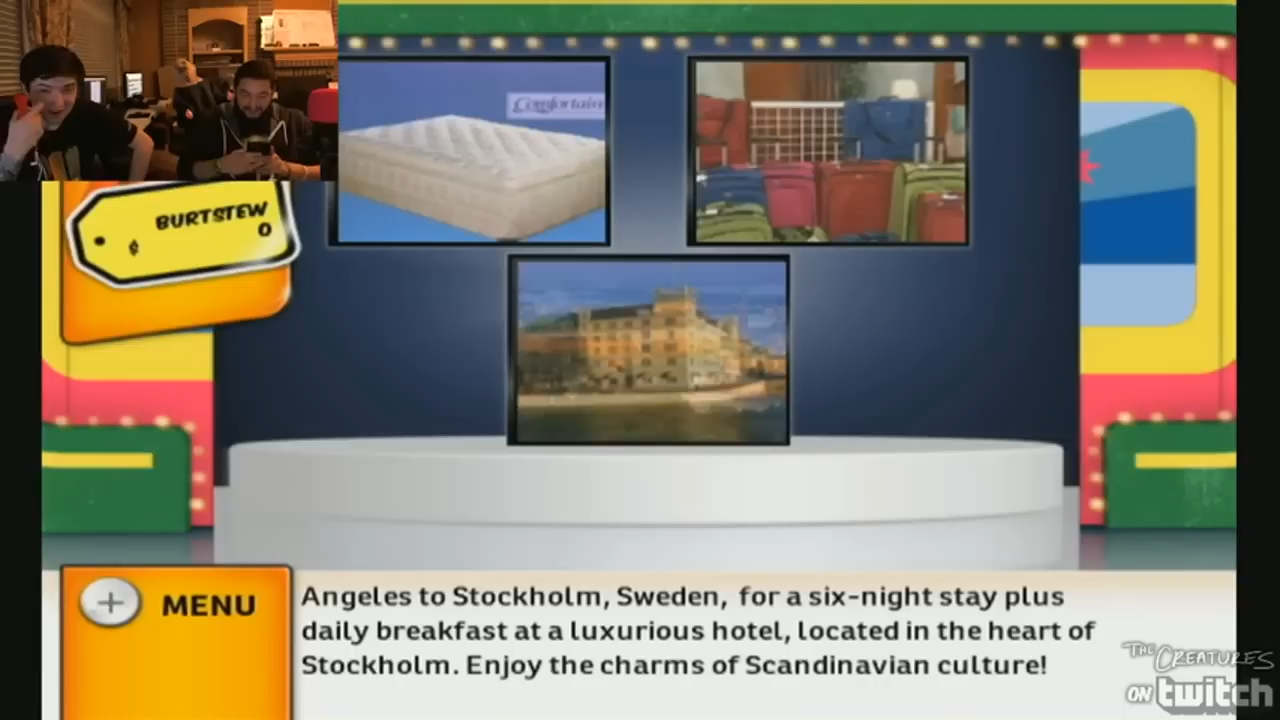 Comfortaire
BURTSTEW
$ 0
MENU
Angeles to Stockholm, Sweden, for a six-night stay plus
daily breakfast at a luxurious hotel, located in the heart of
Stockholm. Enjoy the charms of Scandinavian culture!
THE CREATURES
ON twitch